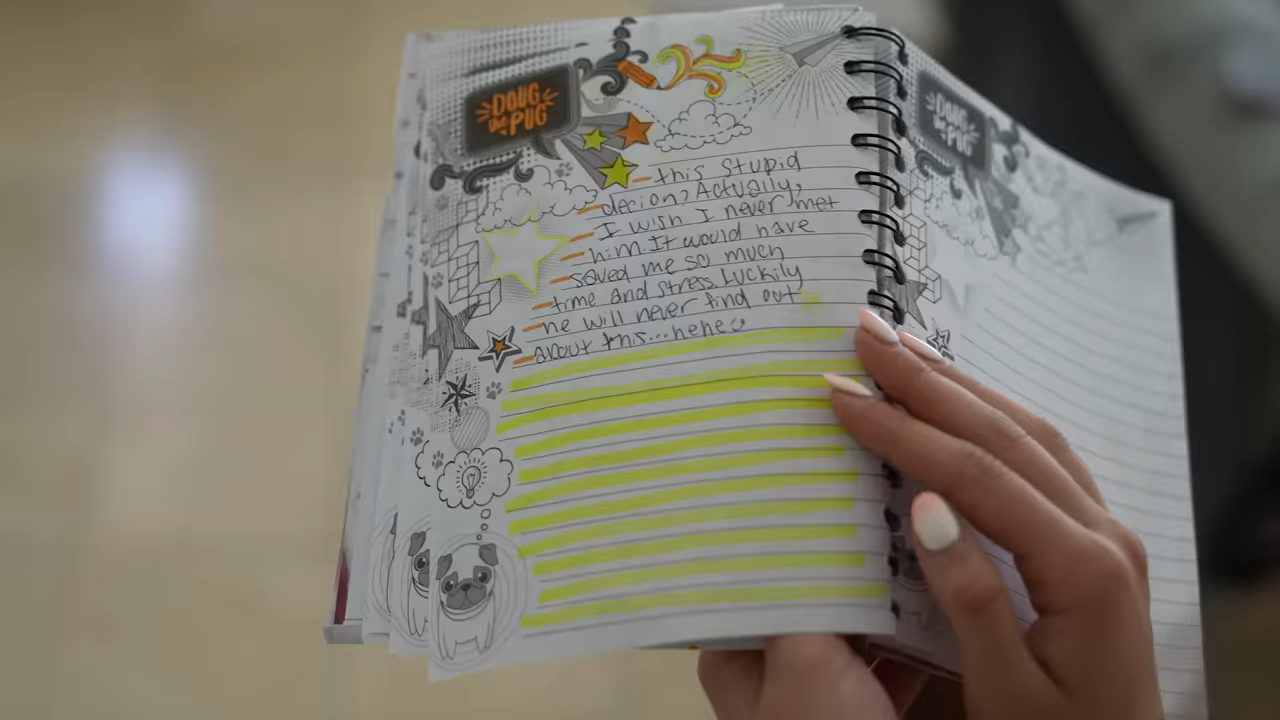 DOUG
the PUG
DOUG
the PUG
this stupid
decion, Actually,
I wish I never met
him. It would have
saved me so much
time and stress Luckily
he will never find out
about this...hehe